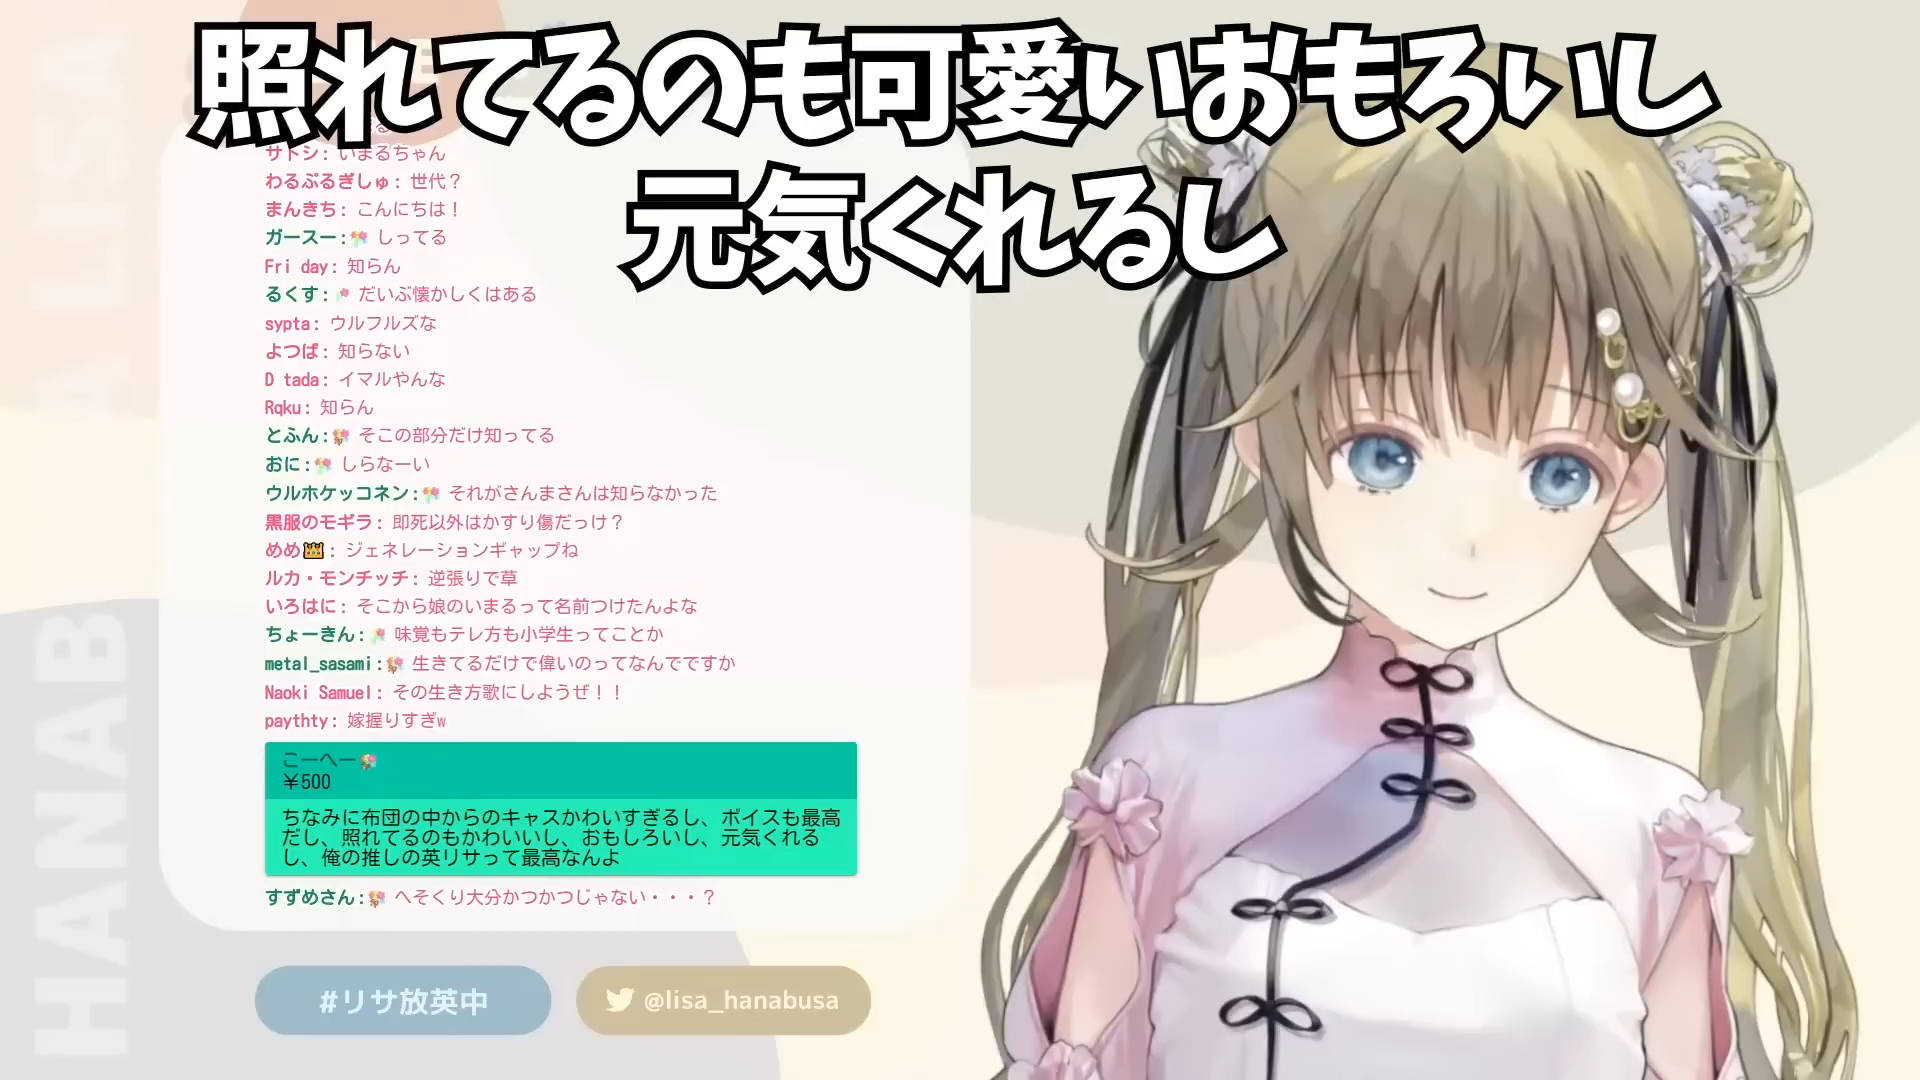 照れてるのも可愛いおもろいし
元気くれるし
サトシ: いまるちゃん
わるぷるぎしゅ: 世代？
まんきち: こんにちは！
ガースー: しってる
Fri day: 知らん
るくす: だいぶ懐かしくはある
sypta: ウルフルズな
よつば: 知らない
D tada: イマルやんな
Rqku: 知らん
とふん: そこの部分だけ知ってる
おに: しらなーい
ウルホケッコネン: それがさんまさんは知らなかった
黒服のモギラ: 即死以外はかすり傷だっけ？
めめ: ジェネレーションギャップね
ルカ・モンチッチ: 逆張りで草
いろはに: そこから娘のいまるって名前つけたんよな
ちょーきん: 味覚もテレ方も小学生ってことか
metal_sasami: 生きてるだけで偉いのってなんでですか
Naoki Samuel: その生き方歌にしようぜ！！
paythty: 嫁握りすぎw
こーへー
￥500
ちなみに布団の中からのキャスかわいすぎるし、ボイスも最高
だし、照れてるのもかわいいし、おもしろいし、元気くれる
し、俺の推しの英リサって最高なんよ
すずめさん: へそくり大分かつかつじゃない・・・？
#リサ放英中
@lisa_hanabusa
HANAB
A LISA